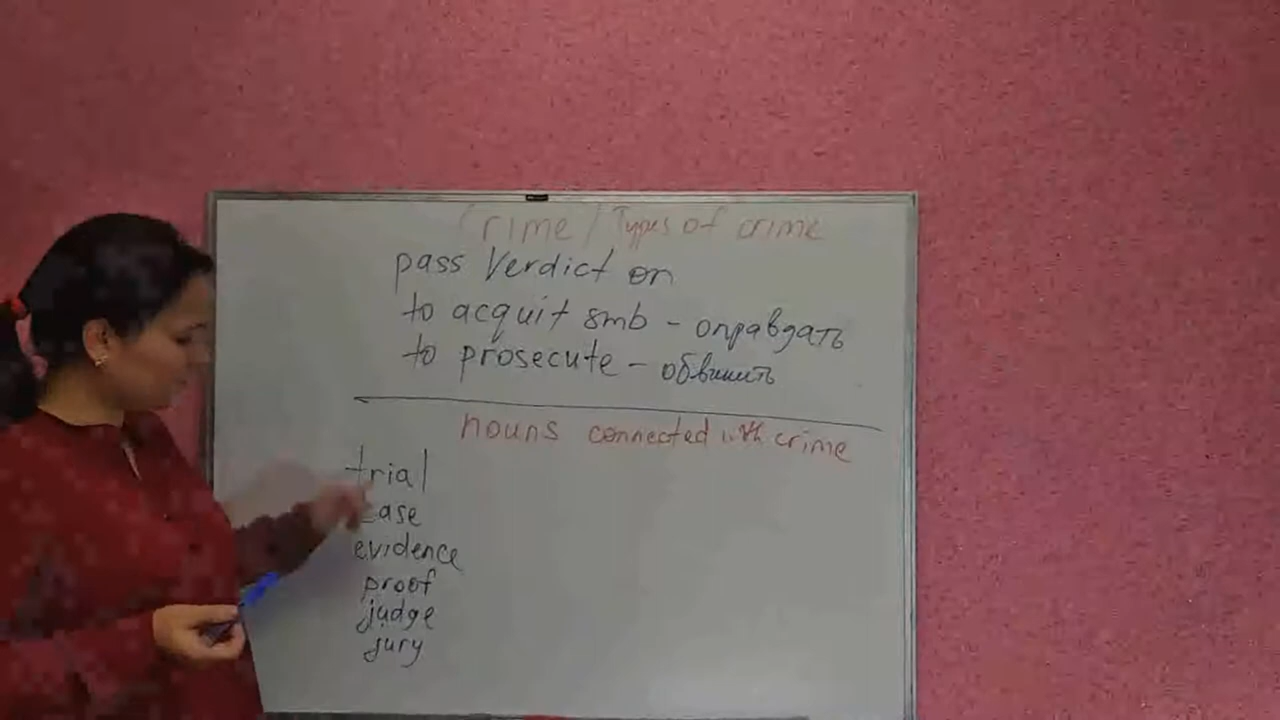 Crime / Types of crime
pass Verdict on
to acquit smb - оправдать
to prosecute - обвинить
nouns connected with crime
trial
case
evidence
proof
judge
jury